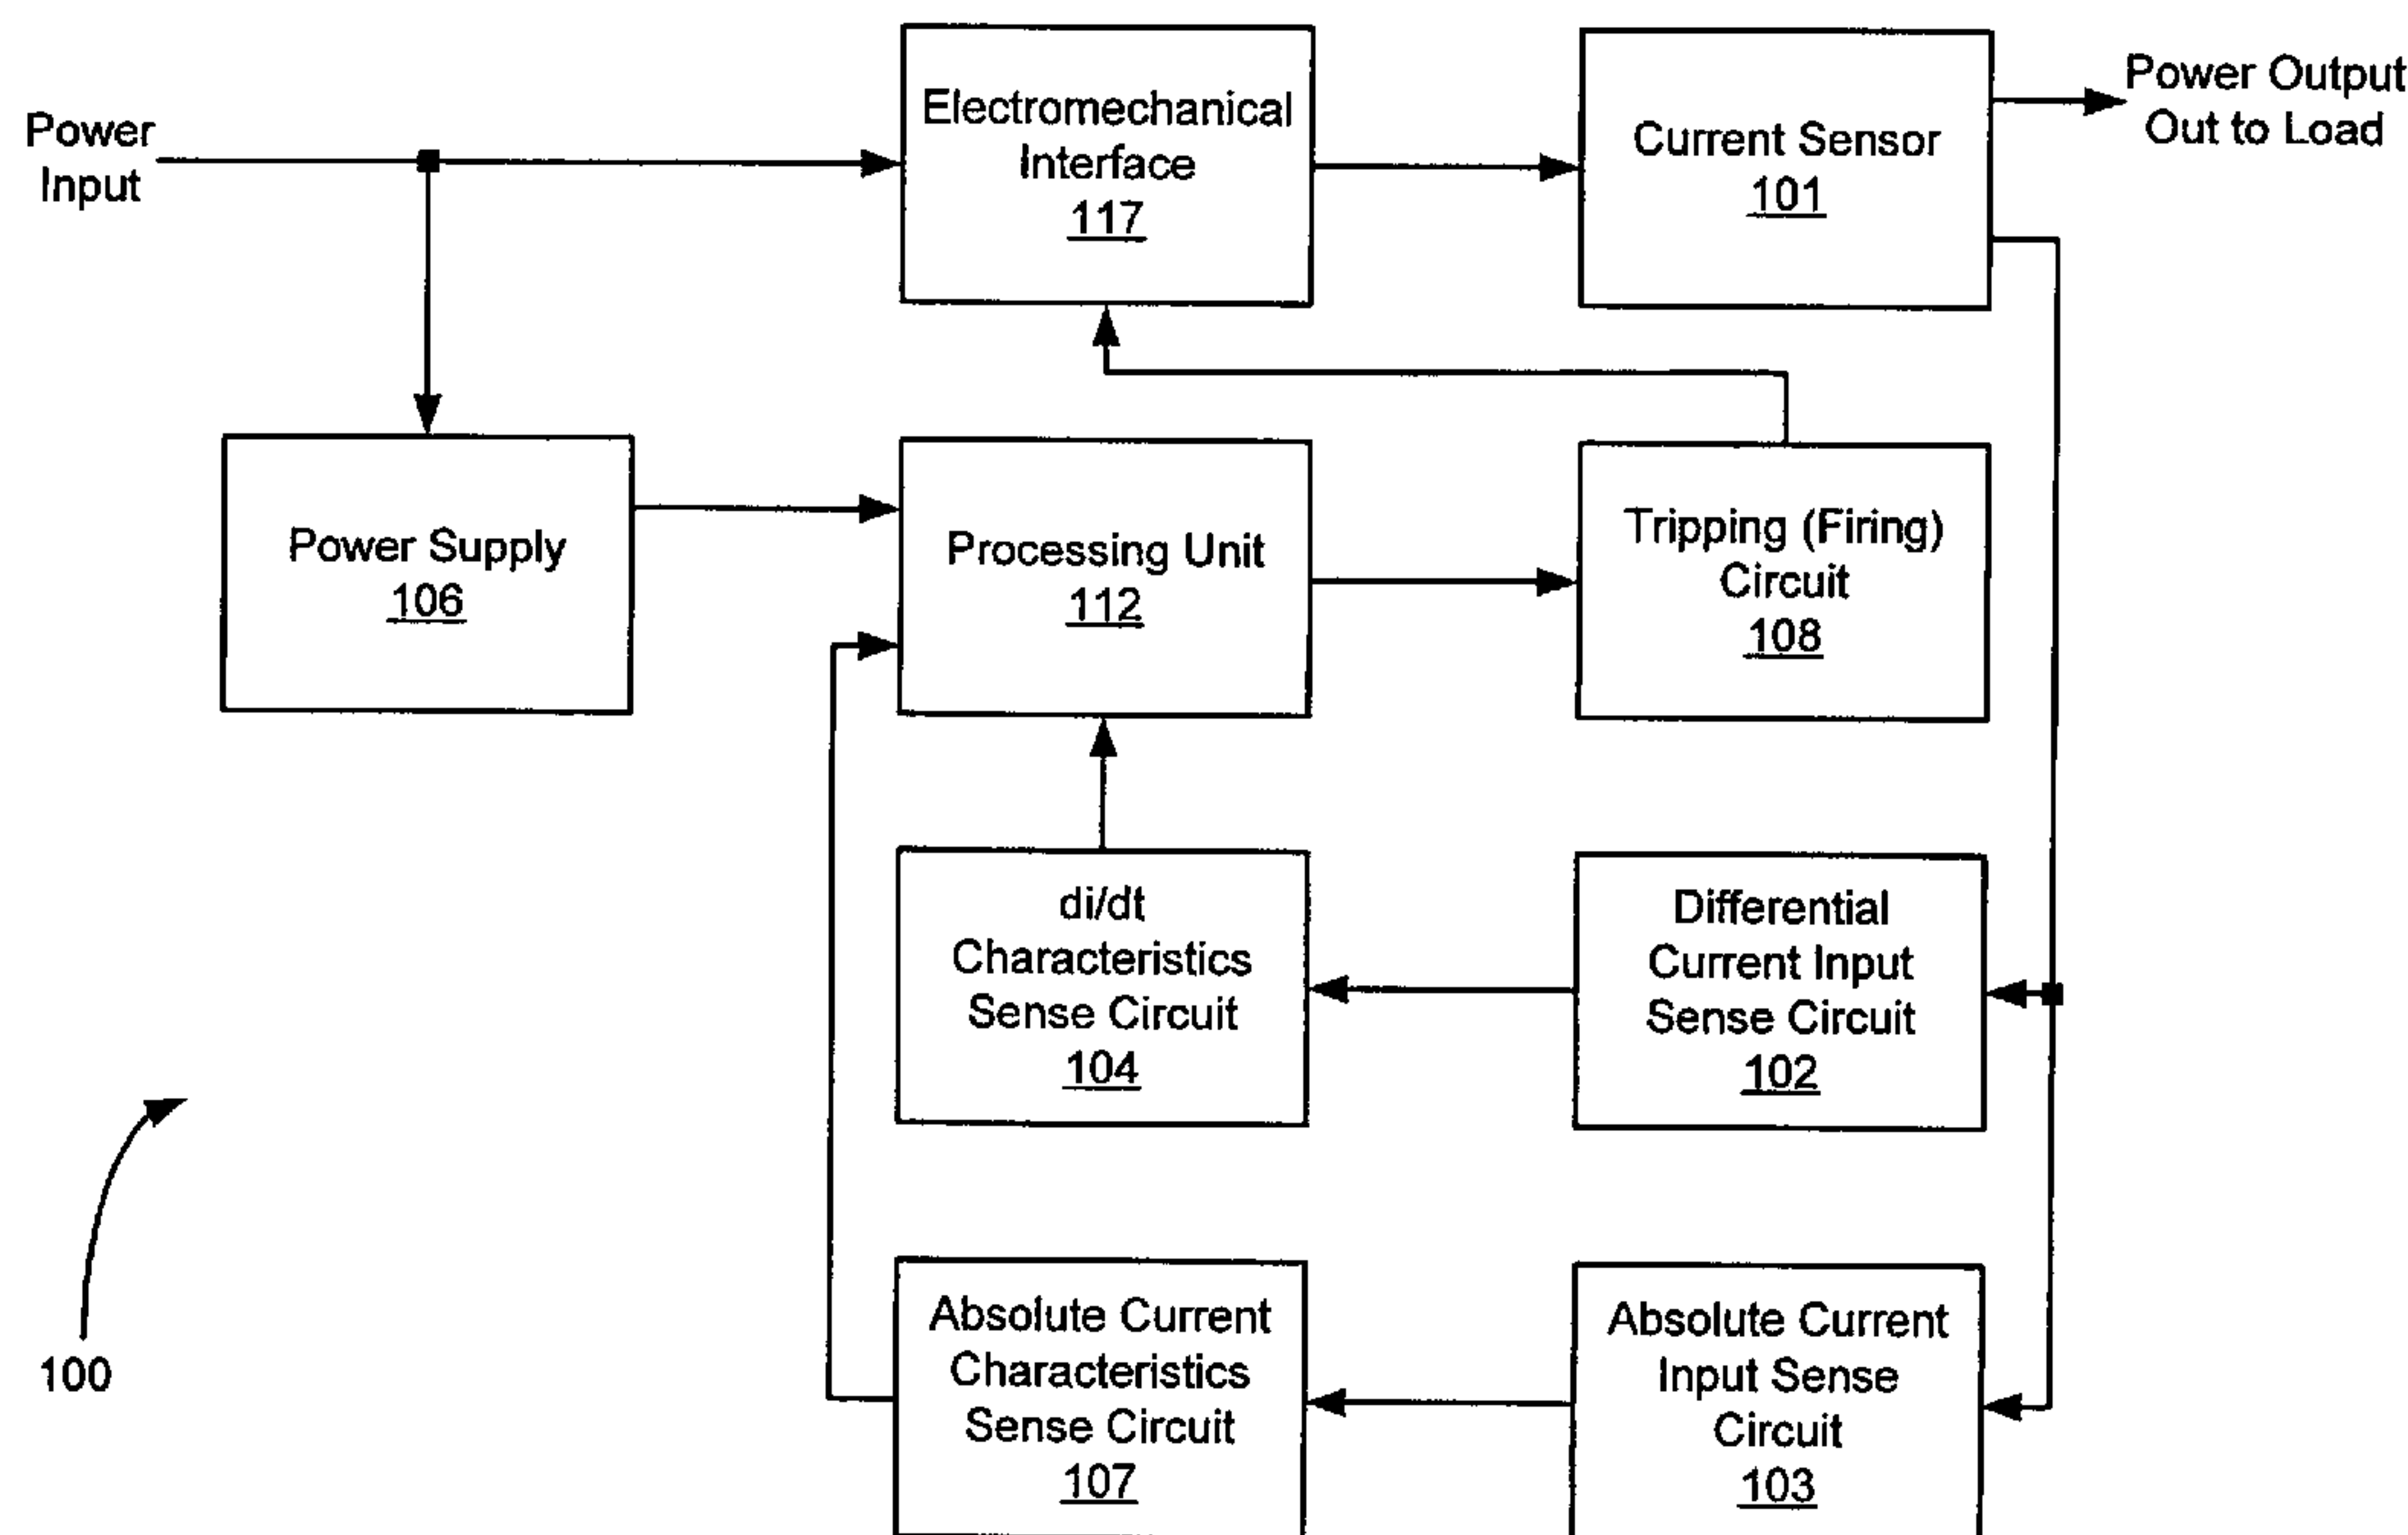 Power
Input
Electromechanical
Interface
117
Current Sensor
101
Power Output
Out to Load
Power Supply
106
Processing Unit
112
Tripping (Firing)
Circuit
108
di/dt
Characteristics
Sense Circuit
104
Differential
Current Input
Sense Circuit
102
100
Absolute Current
Characteristics
Sense Circuit
107
Absolute Current
Input Sense
Circuit
103